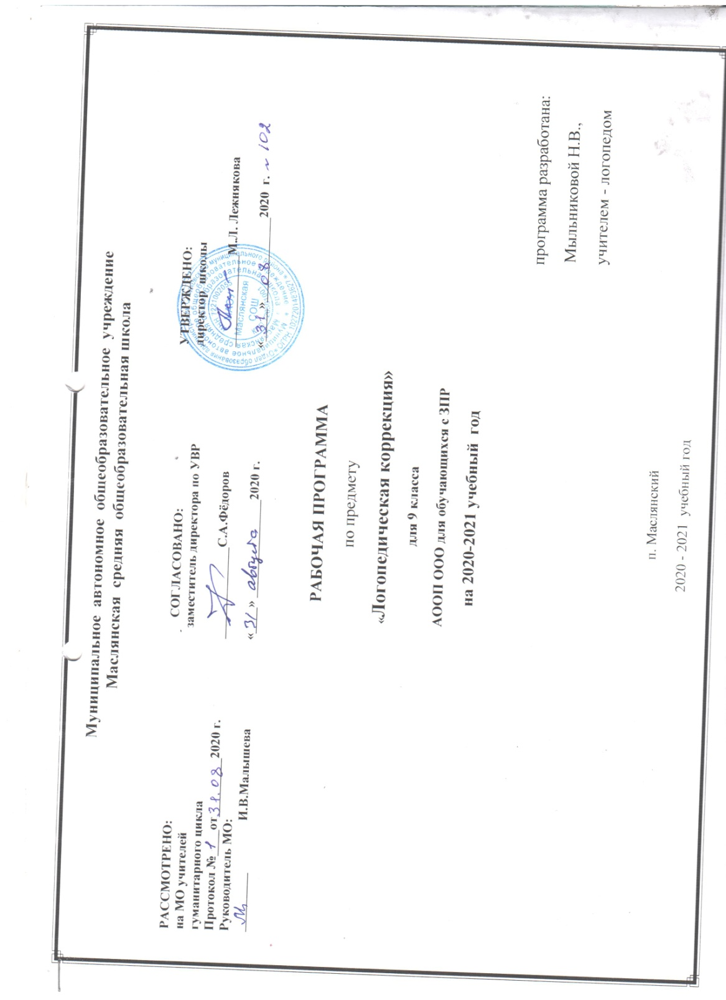 Муниципальное автономное общеобразовательное учреждение
Маслянская средняя общеобразовательная школа
РАССМОТРЕНО:
на МО учителей
гуманитарного цикла
Протокол № 1 от 31.08 2020 г.
Руководитель МО:
И.В.Малышева
СОГЛАСОВАНО:
заместитель директора по УВР
С.А.Фёдоров
«31» августа 2020 г.
УТВЕРЖДЕНО:
директор школы
М.Л. Лежнякова
«31» 08 2020 г. ~ 102
Маслянская
СОШ
РАБОЧАЯ ПРОГРАММА
по предмету
«Логопедическая коррекция»
для 9 класса
АООП ООО для обучающихся с ЗПР
на 2020-2021 учебный год
программа разработана:
Мыльниковой Н.В.,
учителем - логопедом
п. Маслянский
2020 - 2021 учебный год